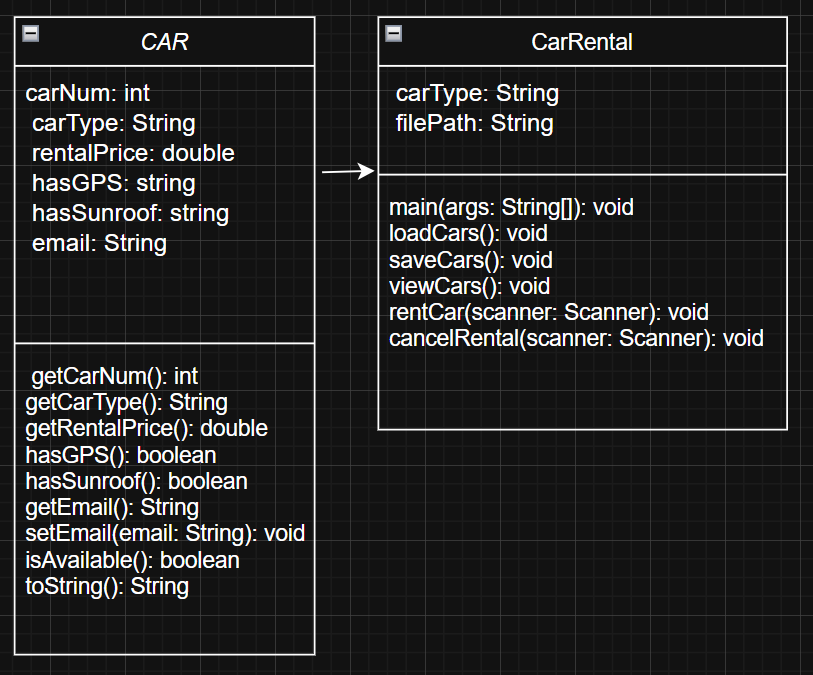 CAR
carNum: int
carType: String
rentalPrice: double
hasGPS: string
hasSunroof: string
email: String
getCarNum(): int
getCarType(): String
getRentalPrice(): double
hasGPS(): boolean
hasSunroof(): boolean
getEmail(): String
setEmail(email: String): void
isAvailable(): boolean
toString(): String
CarRental
carType: String
filePath: String
main(args: String[]): void
loadCars(): void
saveCars(): void
viewCars(): void
rentCar(scanner: Scanner): void
cancelRental(scanner: Scanner): void